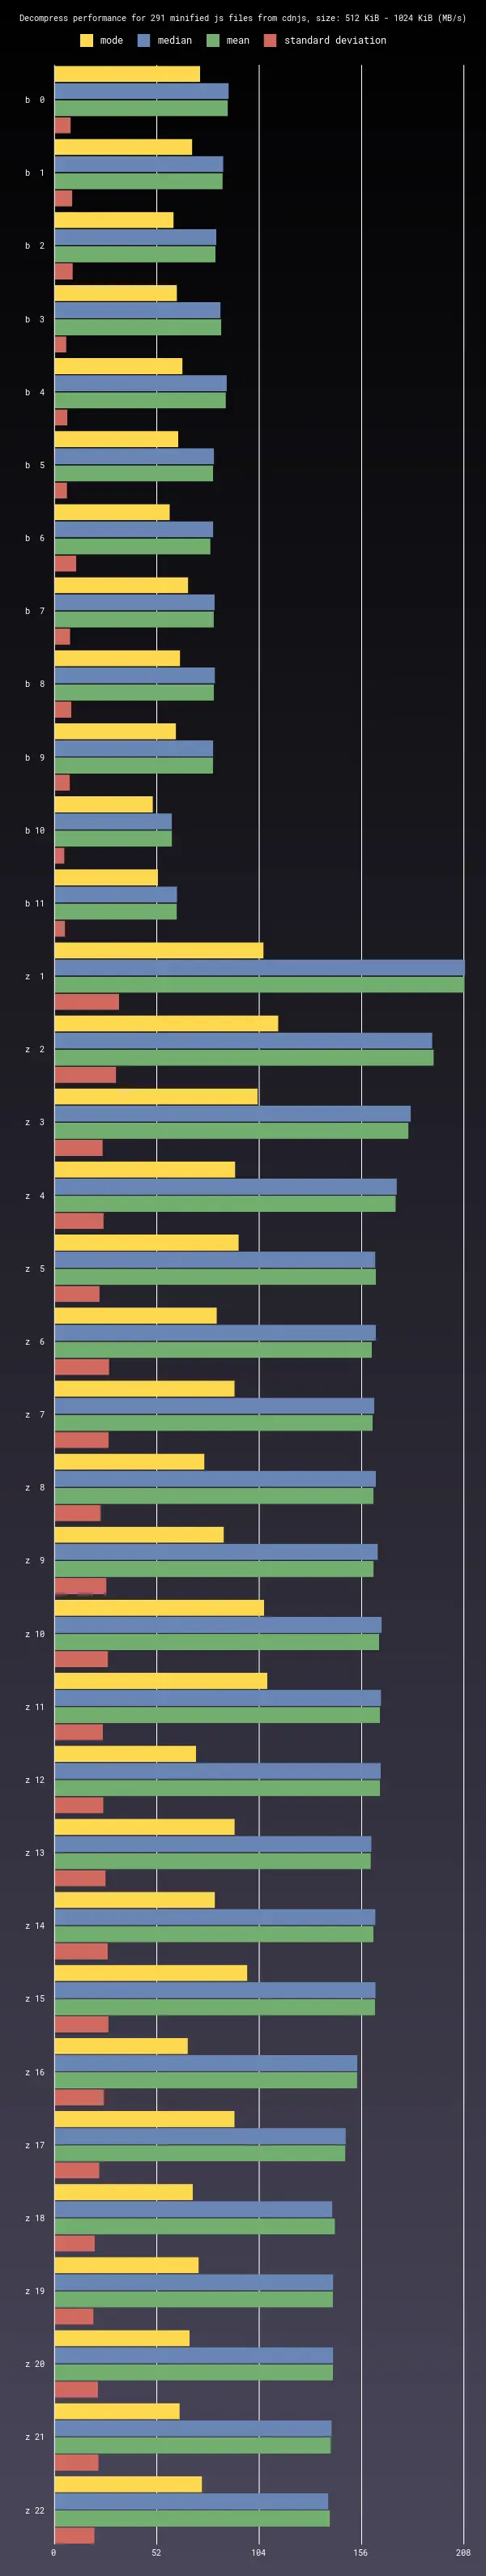 Decompress performance for 291 minified js files from cdnjs, size: 512 KiB - 1024 KiB (MB/s)
mode median mean standard deviation
b 0
b 1
b 2
b 3
b 4
b 5
b 6
b 7
b 8
b 9
b 10
b 11
z 1
z 2
z 3
z 4
z 5
z 6
z 7
z 8
z 9
z 10
z 11
z 12
z 13
z 14
z 15
z 16
z 17
z 18
z 19
z 20
z 21
z 22
0 52 104 156 208